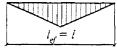 l_ef = l